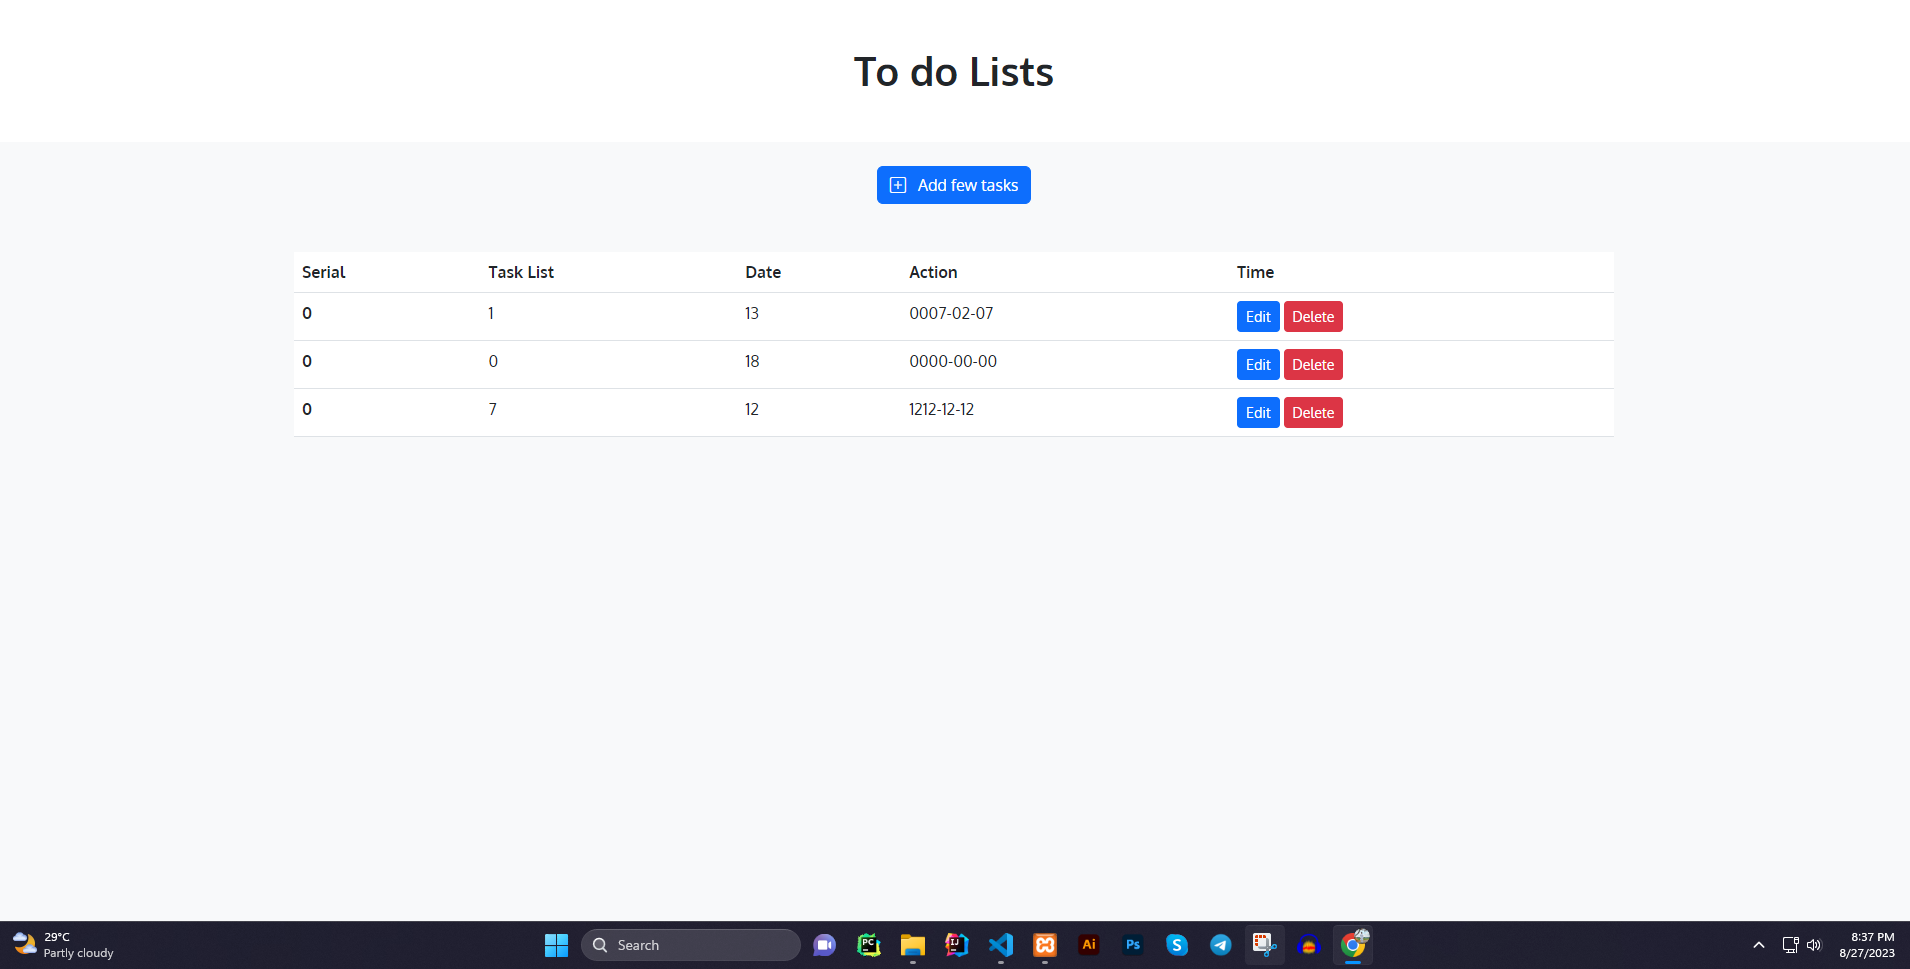 To do Lists
Add few tasks
Serial Task List Date Action Time
0 1 13 0007-02-07 Edit Delete
0 0 18 0000-00-00 Edit Delete
0 7 12 1212-12-12 Edit Delete
29°C
Partly cloudy
Search
PC
IJ
Ai
Ps
S
8:37 PM
8/27/2023